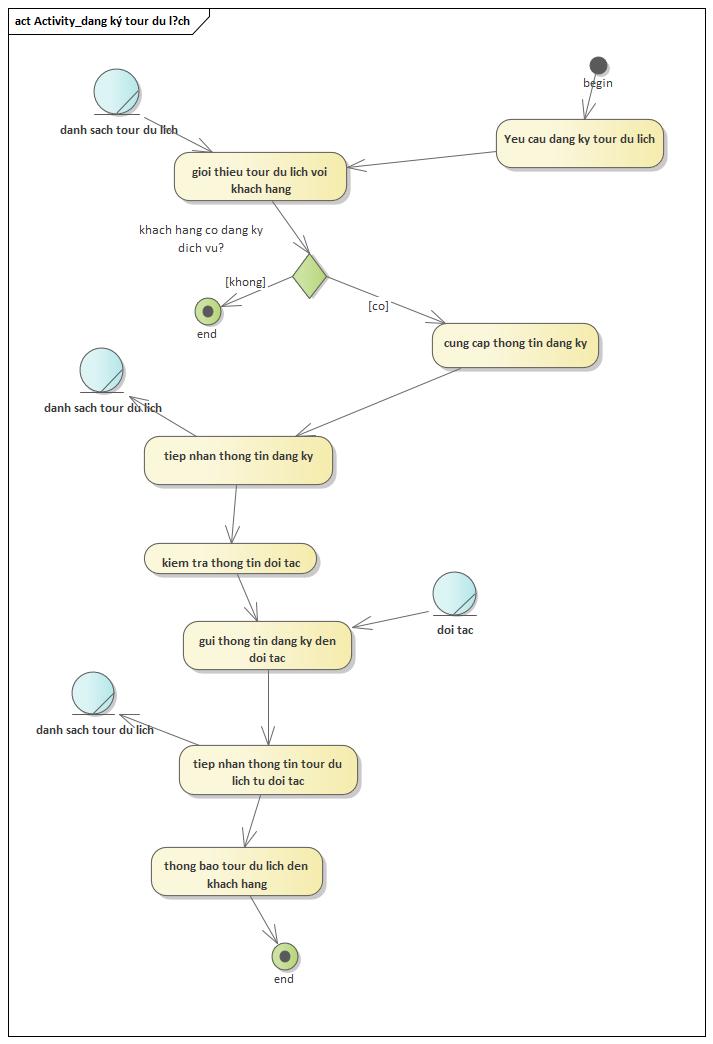 act Activity_dang ký tour du l?ch
begin
danh sach tour du lich
Yeu cau dang ky tour du lich
gioi thieu tour du lich voi
khach hang
khach hang co dang ky
dich vu?
[khong]
[co]
end
cung cap thong tin dang ky
danh sach tour du lich
tiep nhan thong tin dang ky
kiem tra thong tin doi tac
doi tac
gui thong tin dang ky den
doi tac
danh sach tour du lich
tiep nhan thong tin tour du
lich tu doi tac
thong bao tour du lich den
khach hang
end